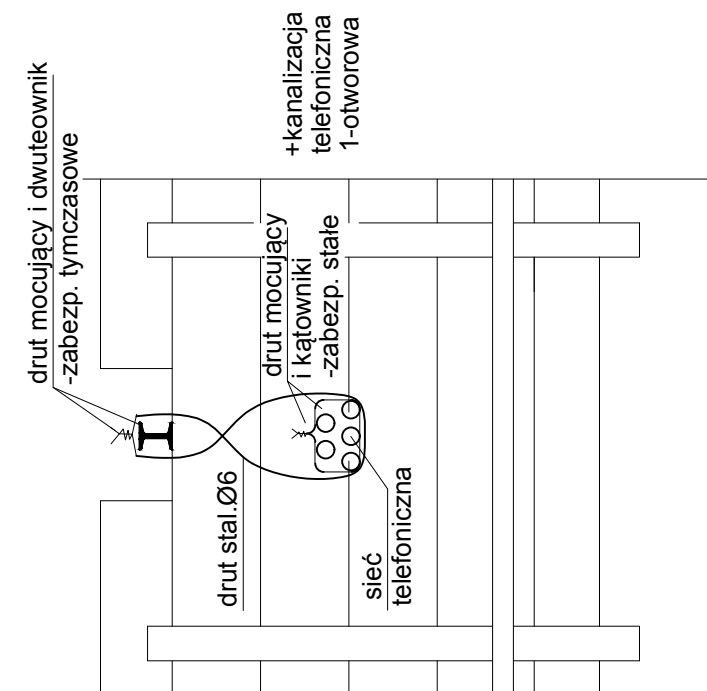 drut mocujący i dwuteownik
-zabezp. tymczasowe
+kanalizacja
telefoniczna
1-otworowa
drut mocujący
i kątowniki
-zabezp. stałe
drut stal.Ø6
sieć
telefoniczna